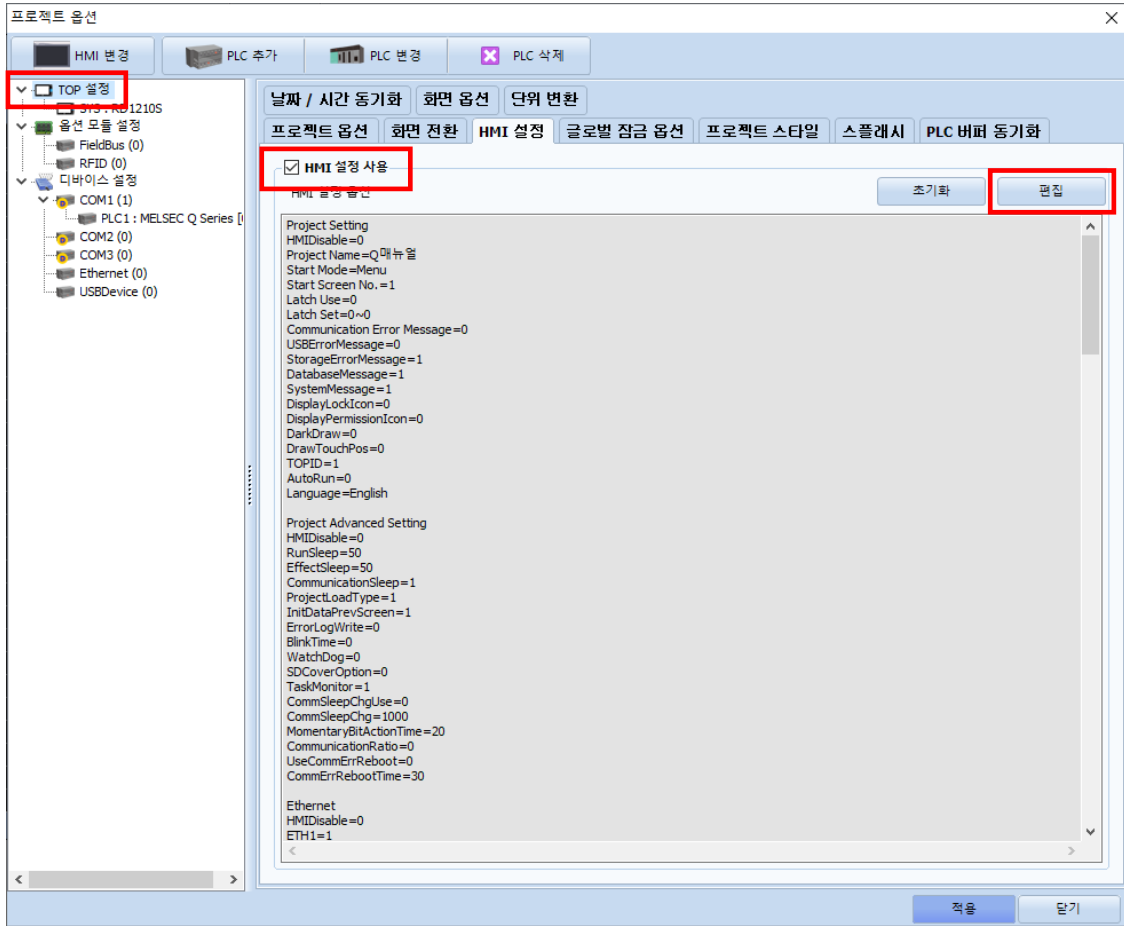 프로젝트 옵션
HMI 변경 PLC 추가 PLC 변경 PLC 삭제
TOP 설정
SYS : RD1210S
옵션 모듈 설정
FieldBus (0)
RFID (0)
디바이스 설정
COM1 (1)
PLC1 : MELSEC Q Series
COM2 (0)
COM3 (0)
Ethernet (0)
USBDevice (0)
날짜 / 시간 동기화 화면 옵션 단위 변환
프로젝트 옵션 화면 전환 HMI 설정 글로벌 잠금 옵션 프로젝트 스타일 스플래시 PLC 버퍼 동기화
HMI 설정 사용
HMI 설정 옵션 초기화 편집
Project Setting
HMIDisable=0
Project Name=Q매뉴얼
Start Mode=Menu
Start Screen No.=1
Latch Use=0
Latch Set=0~0
Communication Error Message=0
USBErrorMessage=0
StorageErrorMessage=1
DatabaseMessage=1
SystemMessage=1
DisplayLockIcon=0
DisplayPermissionIcon=0
DarkDraw=0
DrawTouchPos=0
TOPID=1
AutoRun=0
Language=English
Project Advanced Setting
HMIDisable=0
RunSleep=50
EffectSleep=50
CommunicationSleep=1
ProjectLoadType=1
InitDataPrevScreen=1
ErrorLogWrite=0
BlinkTime=0
WatchDog=0
SDCoverOption=0
TaskMonitor=1
CommSleepChgUse=0
CommSleepChg=1000
MomentaryBitActionTime=20
CommunicationRatio=0
UseCommErrReboot=0
CommErrRebootTime=30
Ethernet
HMIDisable=0
ETH1=1
적용 닫기